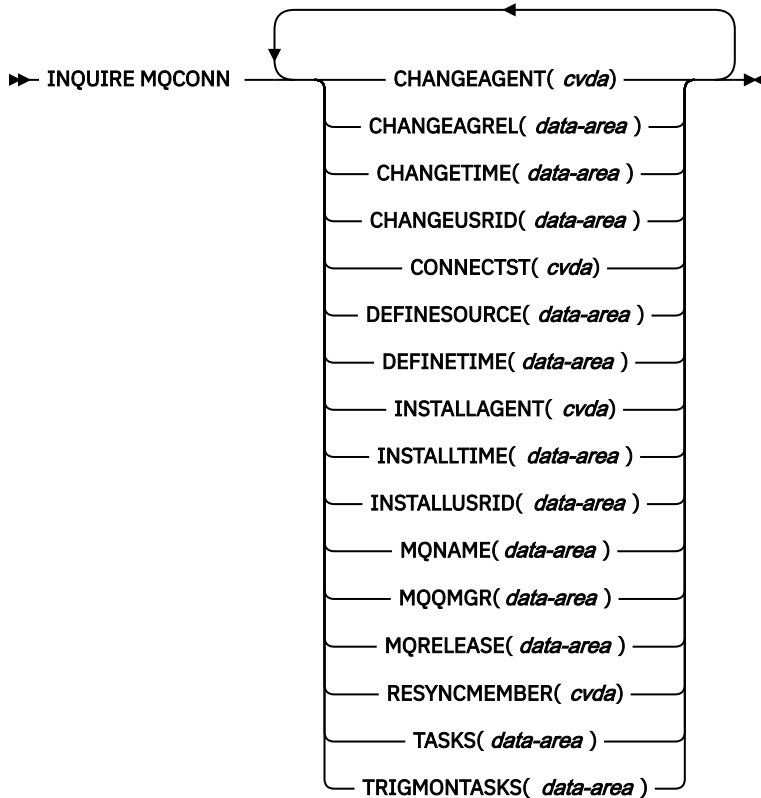 INQUIRE MQCONN CHANGEAGENT( cvda)
CHANGEAGREL( data-area )
CHANGETIME( data-area )
CHANGEUSRID( data-area )
CONNECTST( cvda)
DEFINESOURCE( data-area )
DEFINETIME( data-area )
INSTALLAGENT( cvda)
INSTALLTIME( data-area )
INSTALLUSRID( data-area )
MQNAME( data-area )
MQQMGR( data-area )
MQRELEASE( data-area )
RESYNCMEMBER( cvda)
TASKS( data-area )
TRIGMONTASKS( data-area )